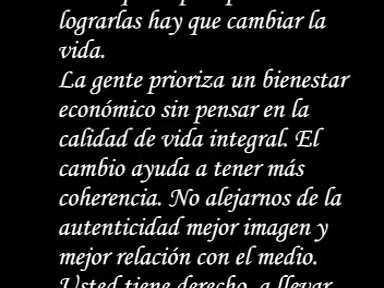 lograrlas hay que cambiar la
vida.
La gente prioriza un bienestar
económico sin pensar en la
calidad de vida integral. El
cambio ayuda a tener más
coherencia. No alejarnos de la
autenticidad mejor imagen y
mejor relación con el medio.
Usted tiene derecho a llevar